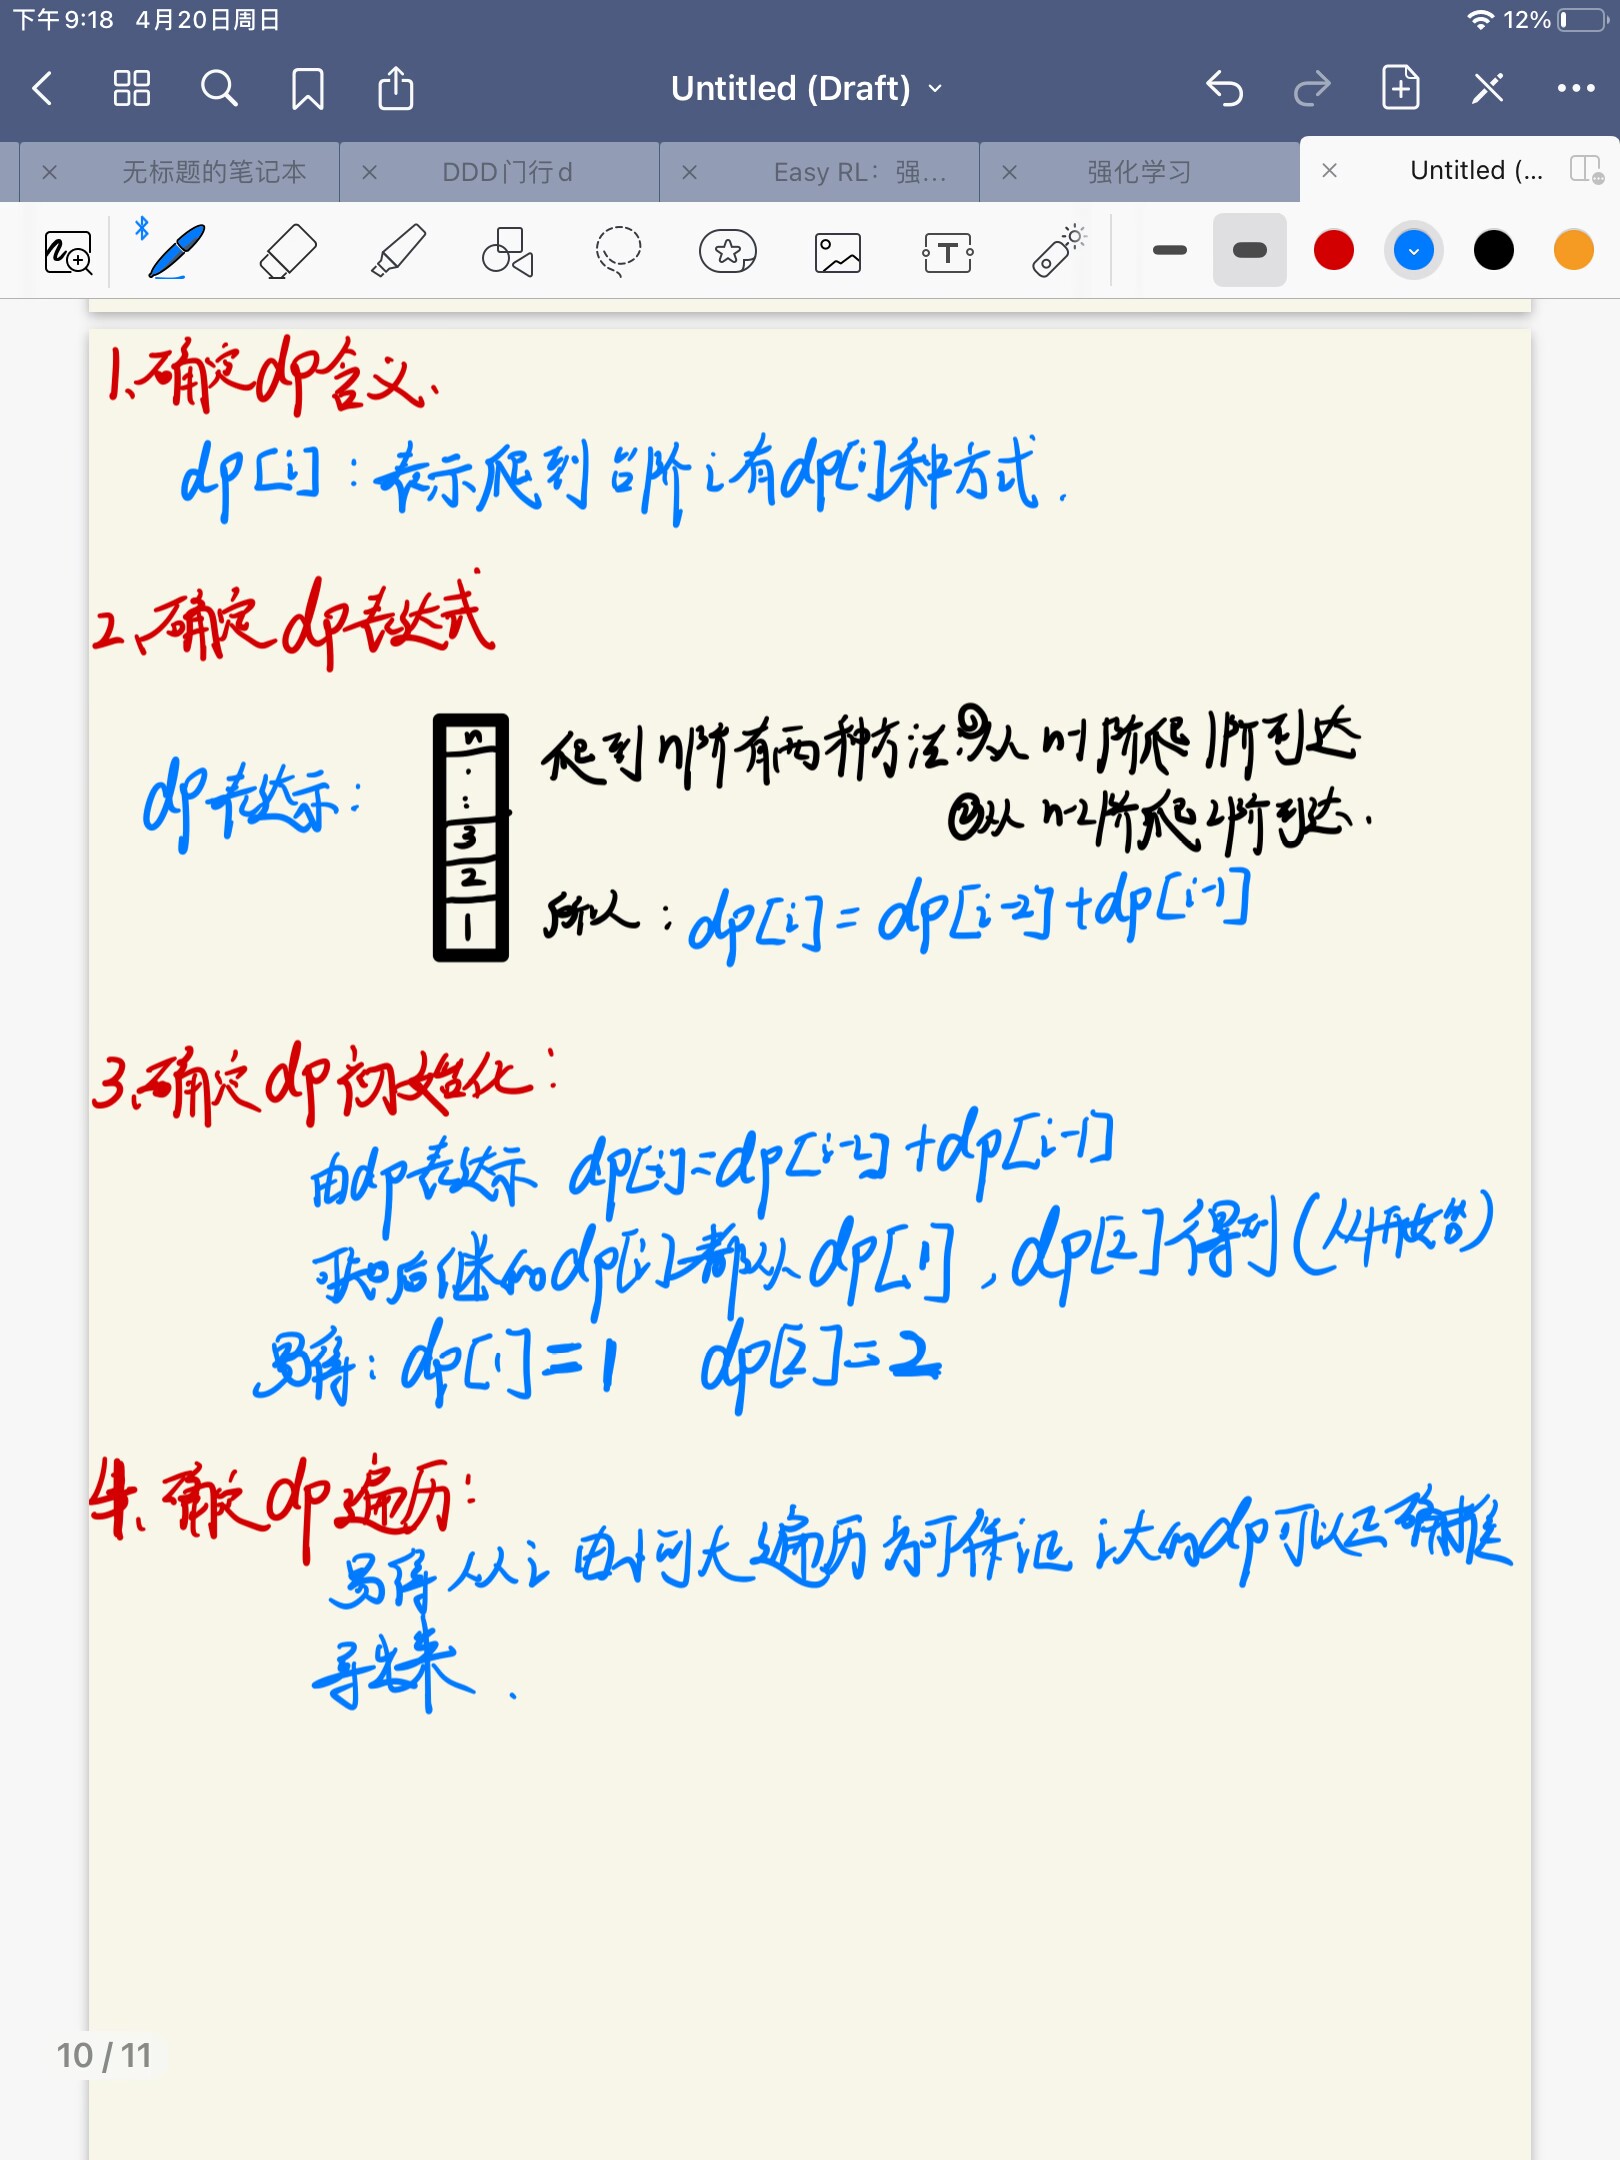 下午9:18 4月20日周日 12%
Untitled (Draft)
无标题的笔记本 DDD门行d Easy RL：强... 强化学习 Untitled (...
1、确定dp含义、
dp[i]：表示爬到台阶i有dp[i]种方式.
2、确定dp表达式
dp表达示：
n
3
2
1
爬到n阶有两种方法：①从n-1阶爬1阶到达
②从n-2阶爬2阶到达.
所以：dp[i]=dp[i-2]+dp[i-1]
3、确定dp初始化：
由dp表达示 dp[i]=dp[i-2]+dp[i-1]
可知后继的dp[i]都从dp[1]，dp[2]得到(从1开始)
易得：dp[1]=1 dp[2]=2
4、确定dp遍历：
易得从i由小向大遍历方可保证i大的dp可以正确推
导出来.
10 / 11